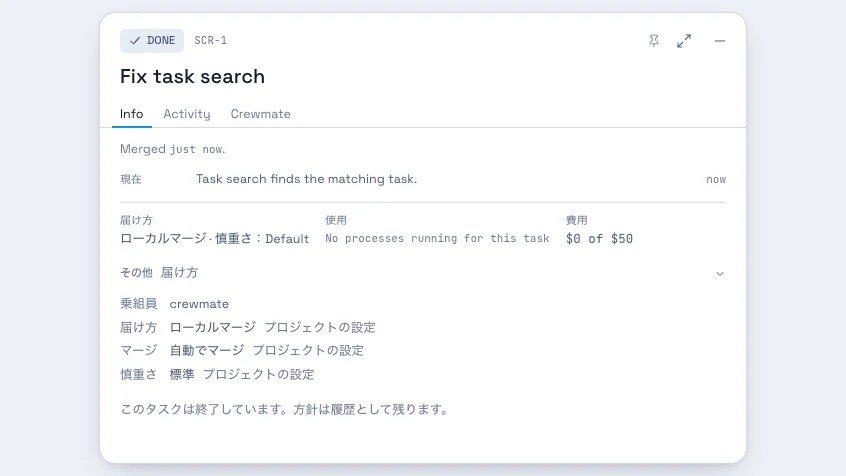 DONE SCR-1
Fix task search
Info Activity Crewmate
Merged just now.
現在 Task search finds the matching task. now
届け方 使用 費用
ローカルマージ · 慎重さ：Default No processes running for this task $0 of $50
その他 届け方
乗組員 crewmate
届け方 ローカルマージ プロジェクトの設定
マージ 自動でマージ プロジェクトの設定
慎重さ 標準 プロジェクトの設定
このタスクは終了しています。方針は履歴として残ります。